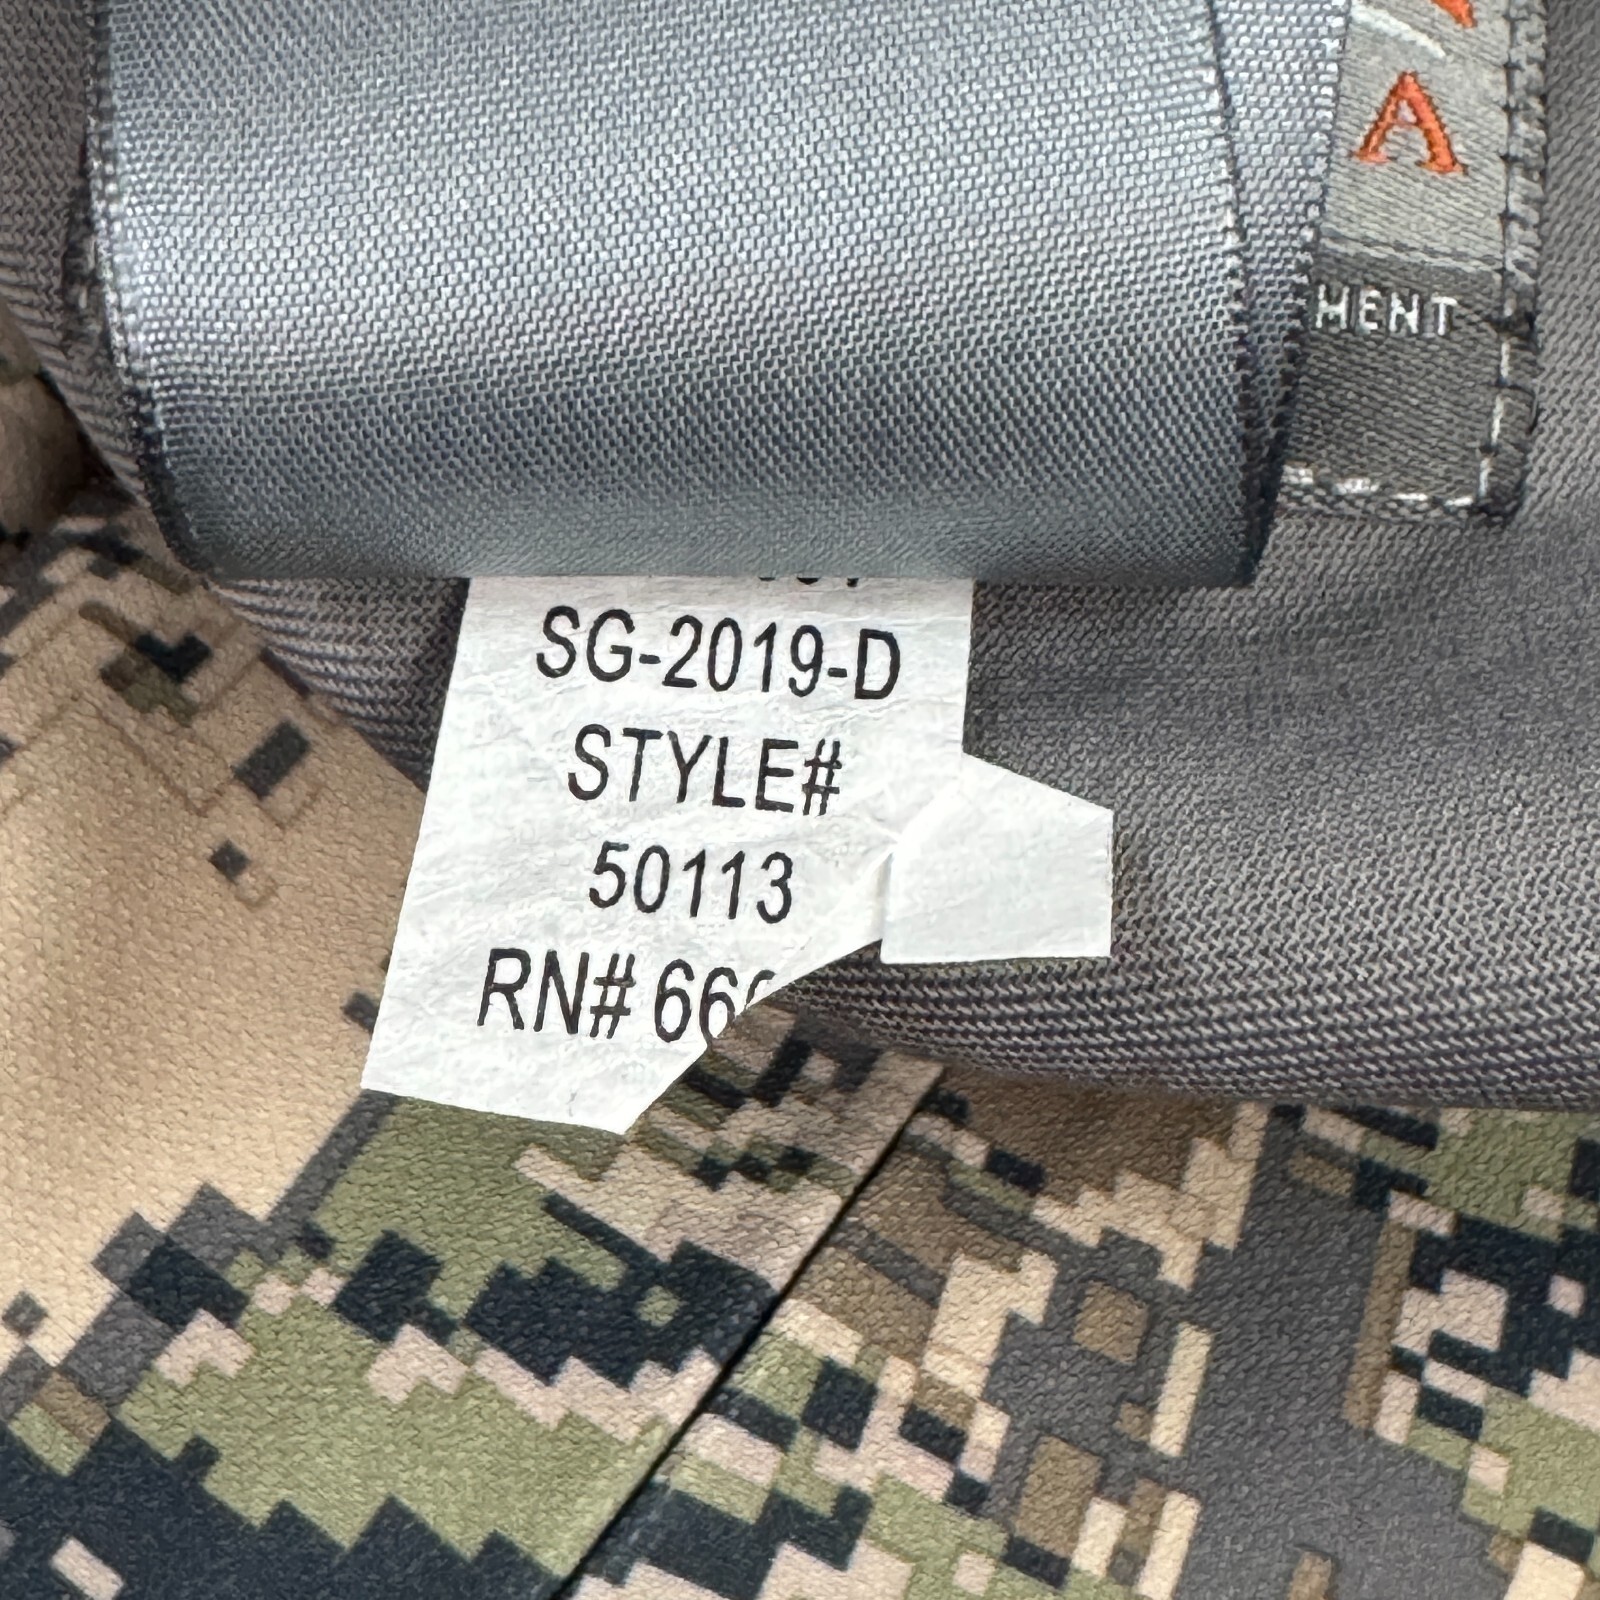 A
HENT
SG-2019-D
STYLE#
50113
RN# 66